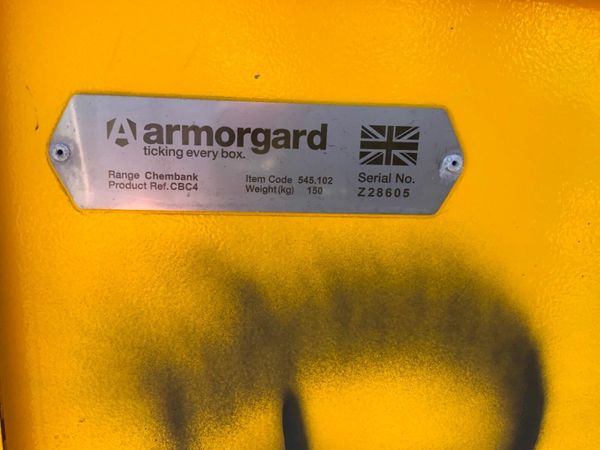 armorgard
ticking every box.
Range Chembank
Product Ref. CBC4
Item Code 545.102
Weight(kg) 150
Serial No.
Z28605